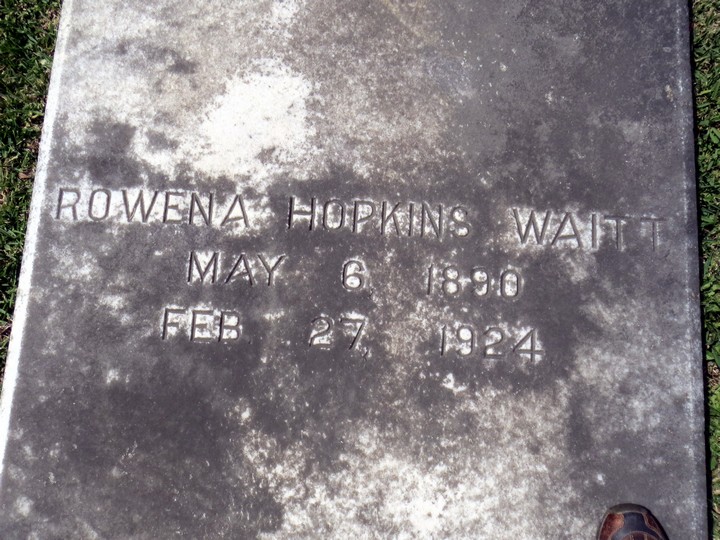 ROWENA HOPKINS WAITT
MAY 6, 1890
FEB 27, 1924